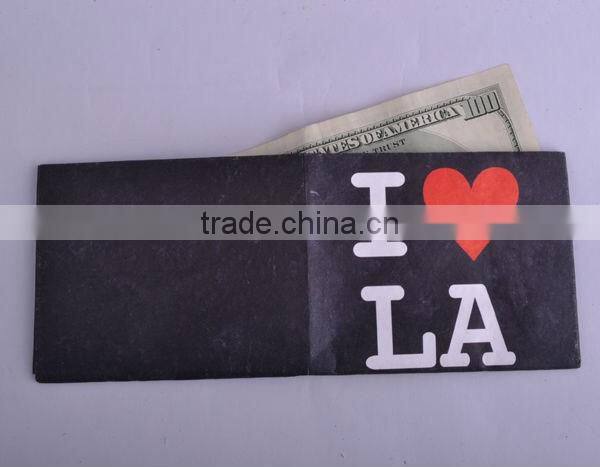 100
TATES OF AMERICA
TRUST
I ♥
trade.china.cn
LA